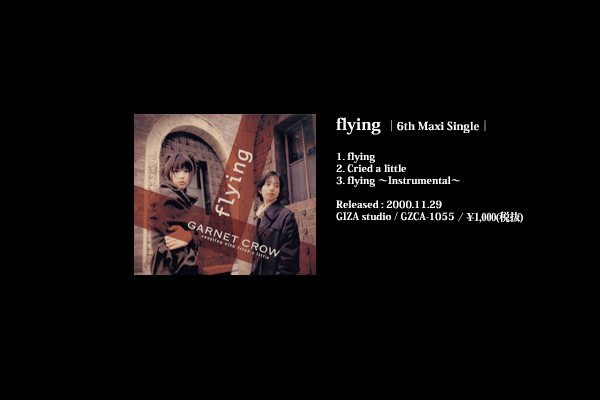 flying ｜6th Maxi Single｜
1. flying
2. Cried a little
3. flying ～Instrumental～
Released : 2000.11.29
GIZA studio / GZCA-1055 / ¥1,000(税抜)
flying
GARNET CROW
coupling with Cried a little